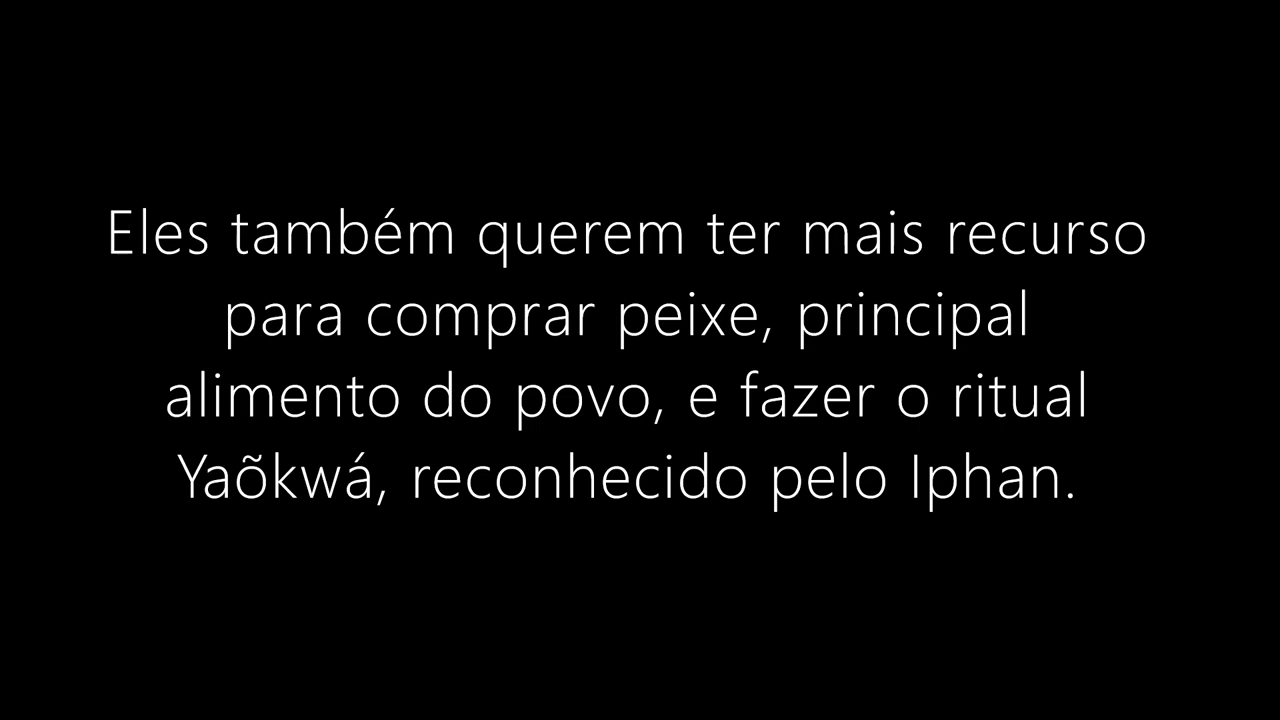 Eles também querem ter mais recurso
para comprar peixe, principal
alimento do povo, e fazer o ritual
Yaõkwá, reconhecido pelo Iphan.